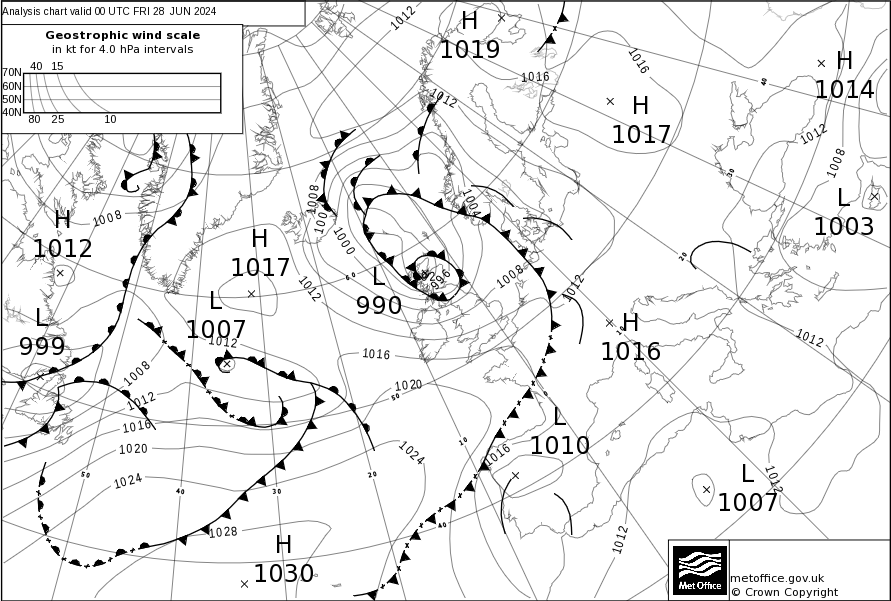 Analysis chart valid 00 UTC FRI 28 JUN 2024
Geostrophic wind scale
in kt for 4.0 hPa intervals
40 15
70N
60N
50N
40N
80 25 10
1012
H
1019
1016
1016
1012
H
1017
H
1014
40
1012
1008
30
L
1003
H
1012
1008
1008
1000
1004
H
1017
1012
60
L
990
996
1008
1012
20
L
1007
L
999
1012
1016
H
1016
10
1012
1008
1012
1016
1020
1024
1020
50
0
L
1010
1016
10
1024
50
40
30
20
40
1028
H
1030
1012
L
1007
1012
Met Office
metoffice.gov.uk
© Crown Copyright